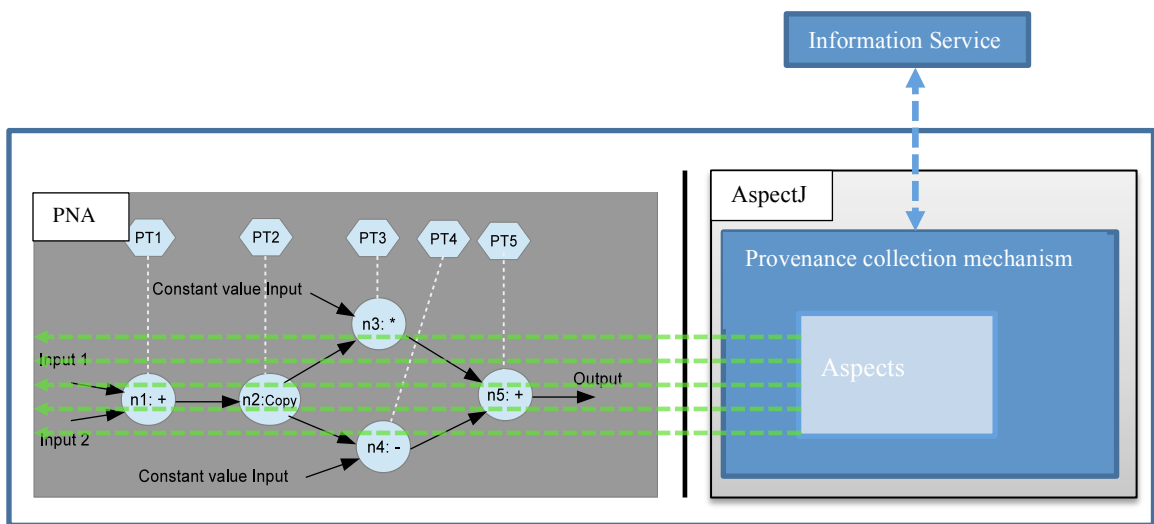 Information Service
PNA
AspectJ
PT1
PT2
PT3
PT4
PT5
Provenance collection mechanism
Constant value Input
n3: *
Input 1
Aspects
Output
n1: +
n2:Copy
n5: +
Input 2
n4: -
Constant value Input